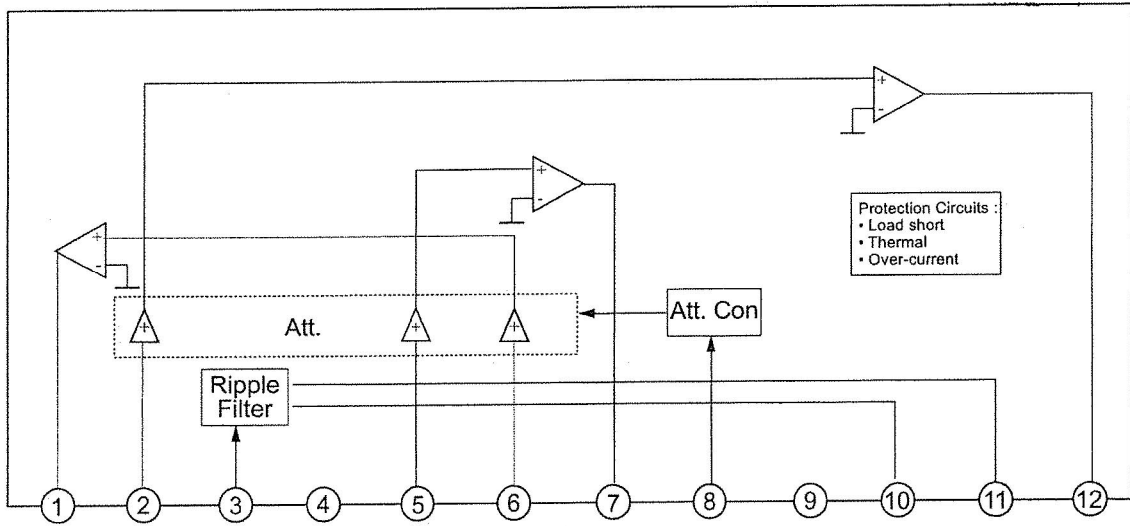 +
-
+
-
Protection Circuits :
• Load short
• Thermal
• Over-current
+
-
+
Att.
+
+
Att. Con
Ripple
Filter
1 2 3 4 5 6 7 8 9 10 11 12